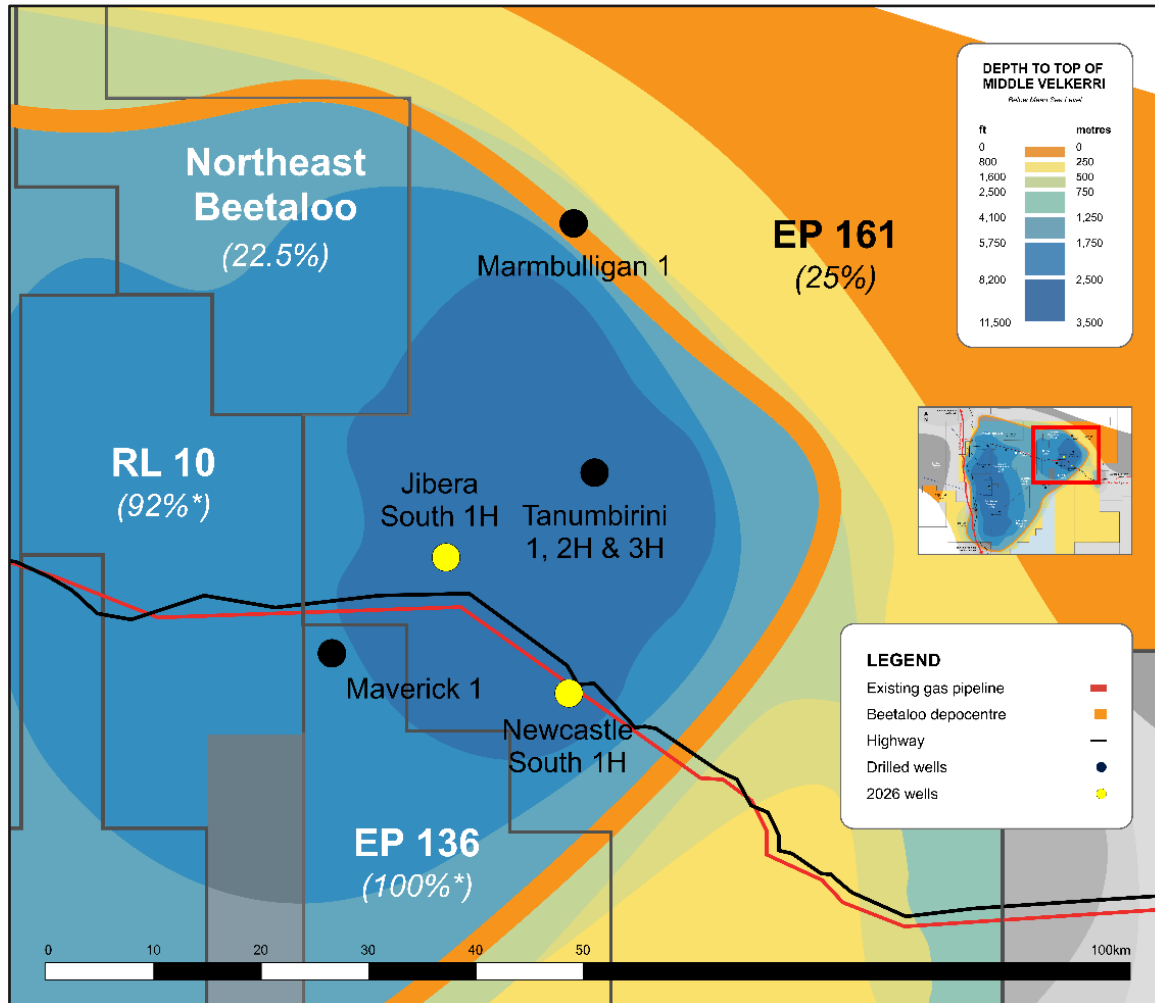 Northeast
Beetaloo
(22.5%)
Marmbulligan 1
EP 161
(25%)
DEPTH TO TOP OF
MIDDLE VELKERRI
Below Mean Sea Level
ft metres
0 0
800 250
1,600 500
2,500 750
4,100 1,250
5,750 1,750
8,200 2,500
11,500 3,500
RL 10
(92%*)
Jibera
South 1H
Tanumbirini
1, 2H & 3H
Maverick 1
Newcastle
South 1H
EP 136
(100%*)
LEGEND
Existing gas pipeline
Beetaloo depocentre
Highway
Drilled wells
2026 wells
0 10 20 30 40 50 100km